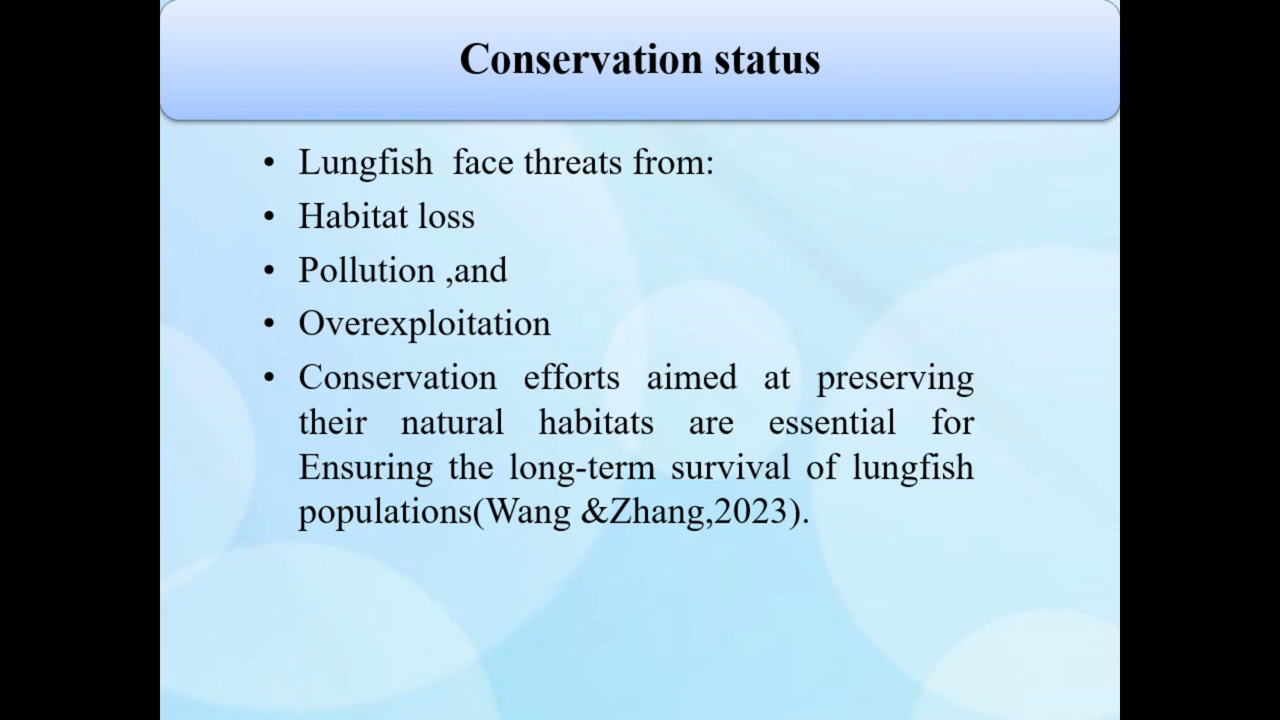 Conservation status
• Lungfish  face threats from:
• Habitat loss
• Pollution ,and
• Overexploitation
• Conservation efforts aimed at preserving
their natural habitats are essential for
Ensuring the long-term survival of lungfish
populations(Wang &Zhang,2023).